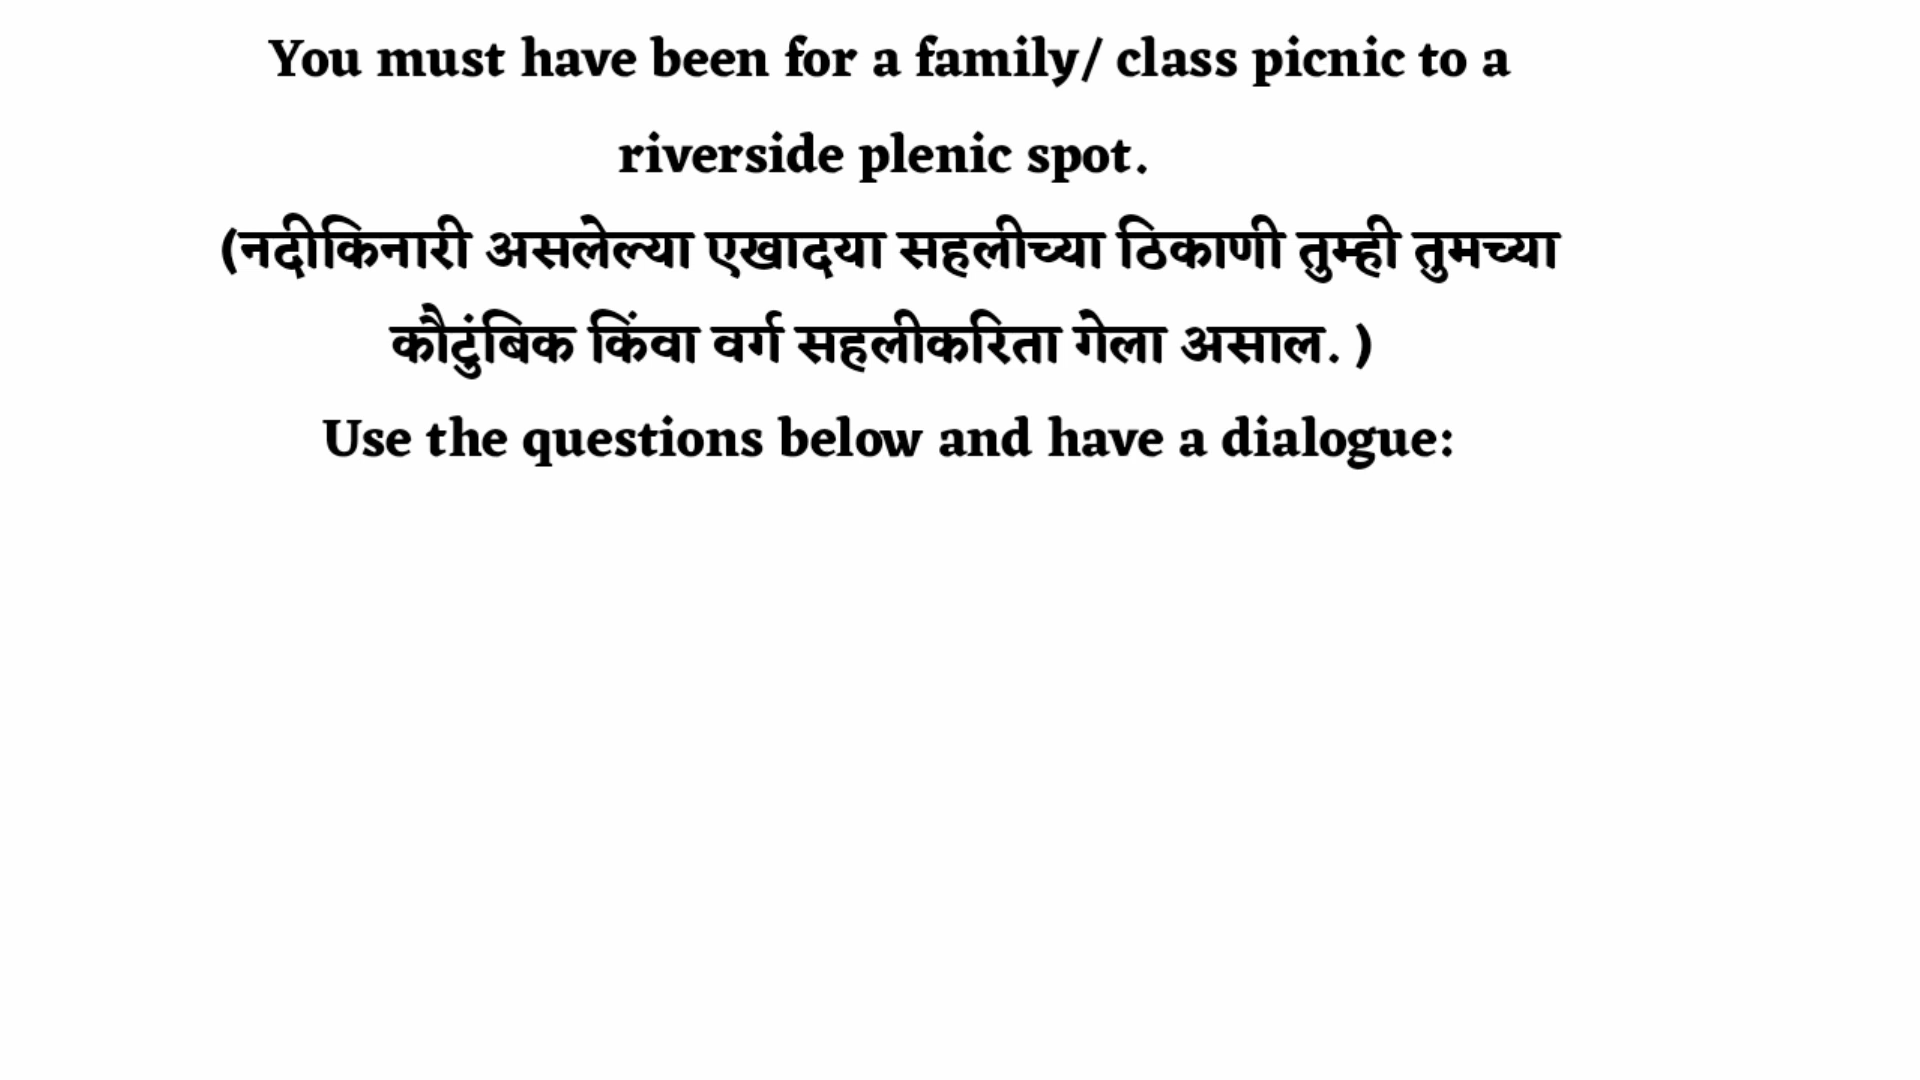 You must have been for a family/ class picnic to a
riverside plenic spot.
(नदीकिनारी असलेल्या एखादया सहलीच्या ठिकाणी तुम्ही तुमच्या
कौटुंबिक किंवा वर्ग सहलीकरिता गेला असाल. )
Use the questions below and have a dialogue: